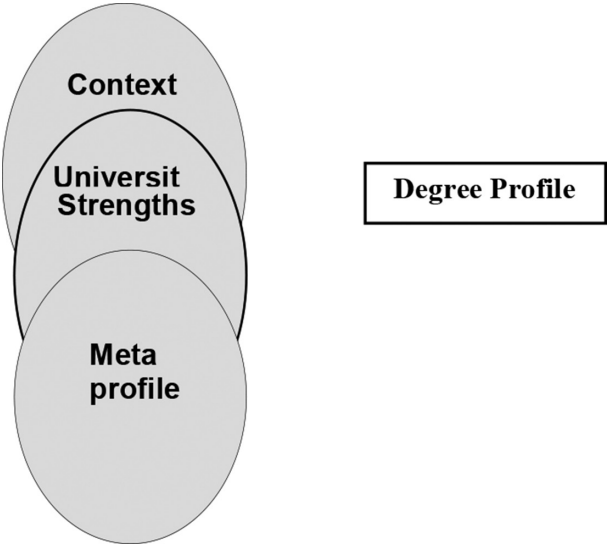 Context
Universit
Strengths
Meta
profile
Degree Profile